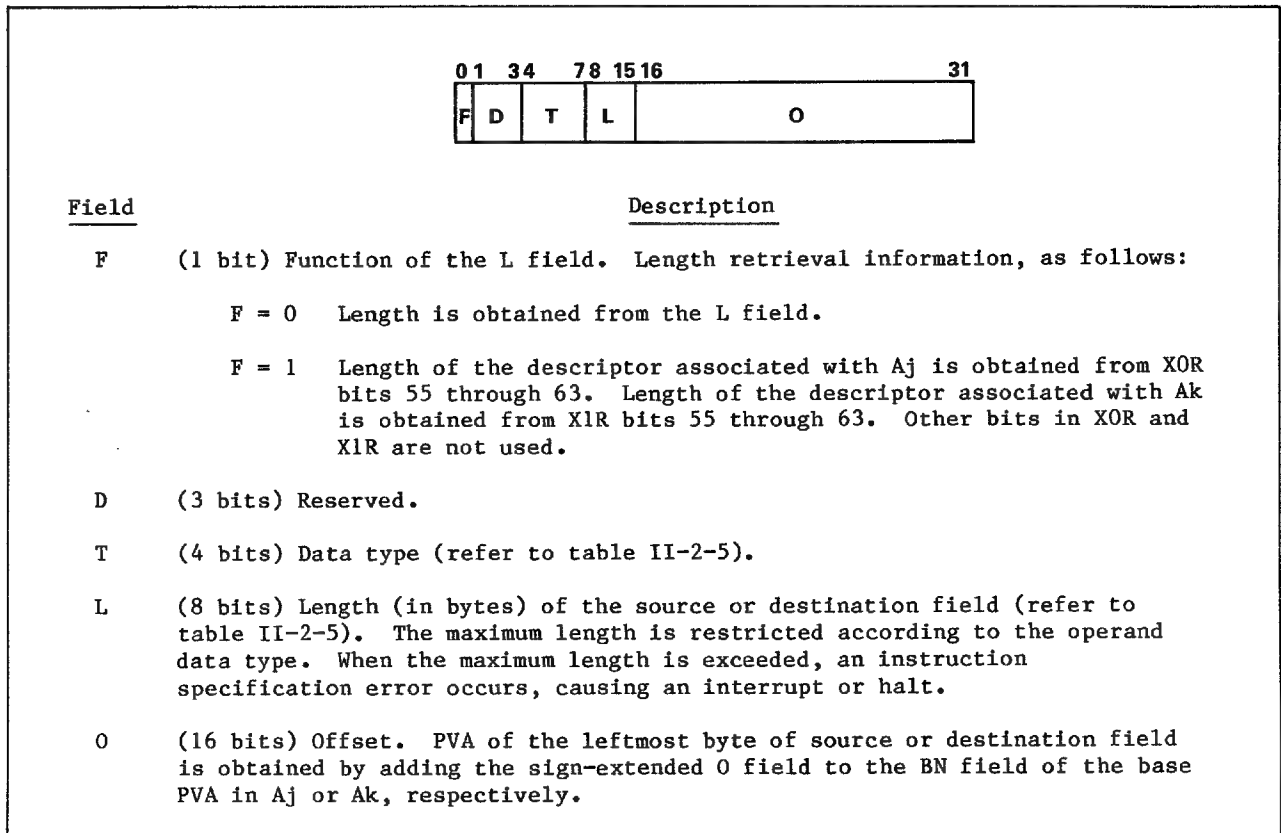 01 34 78 1516 31
F D T L O
Field Description
F (1 bit) Function of the L field. Length retrieval information, as follows:
F = 0 Length is obtained from the L field.
F = 1 Length of the descriptor associated with Aj is obtained from X0R
bits 55 through 63. Length of the descriptor associated with Ak
is obtained from X1R bits 55 through 63. Other bits in X0R and
X1R are not used.
D (3 bits) Reserved.
T (4 bits) Data type (refer to table II-2-5).
L (8 bits) Length (in bytes) of the source or destination field (refer to
table II-2-5). The maximum length is restricted according to the operand
data type. When the maximum length is exceeded, an instruction
specification error occurs, causing an interrupt or halt.
O (16 bits) Offset. PVA of the leftmost byte of source or destination field
is obtained by adding the sign-extended O field to the BN field of the base
PVA in Aj or Ak, respectively.